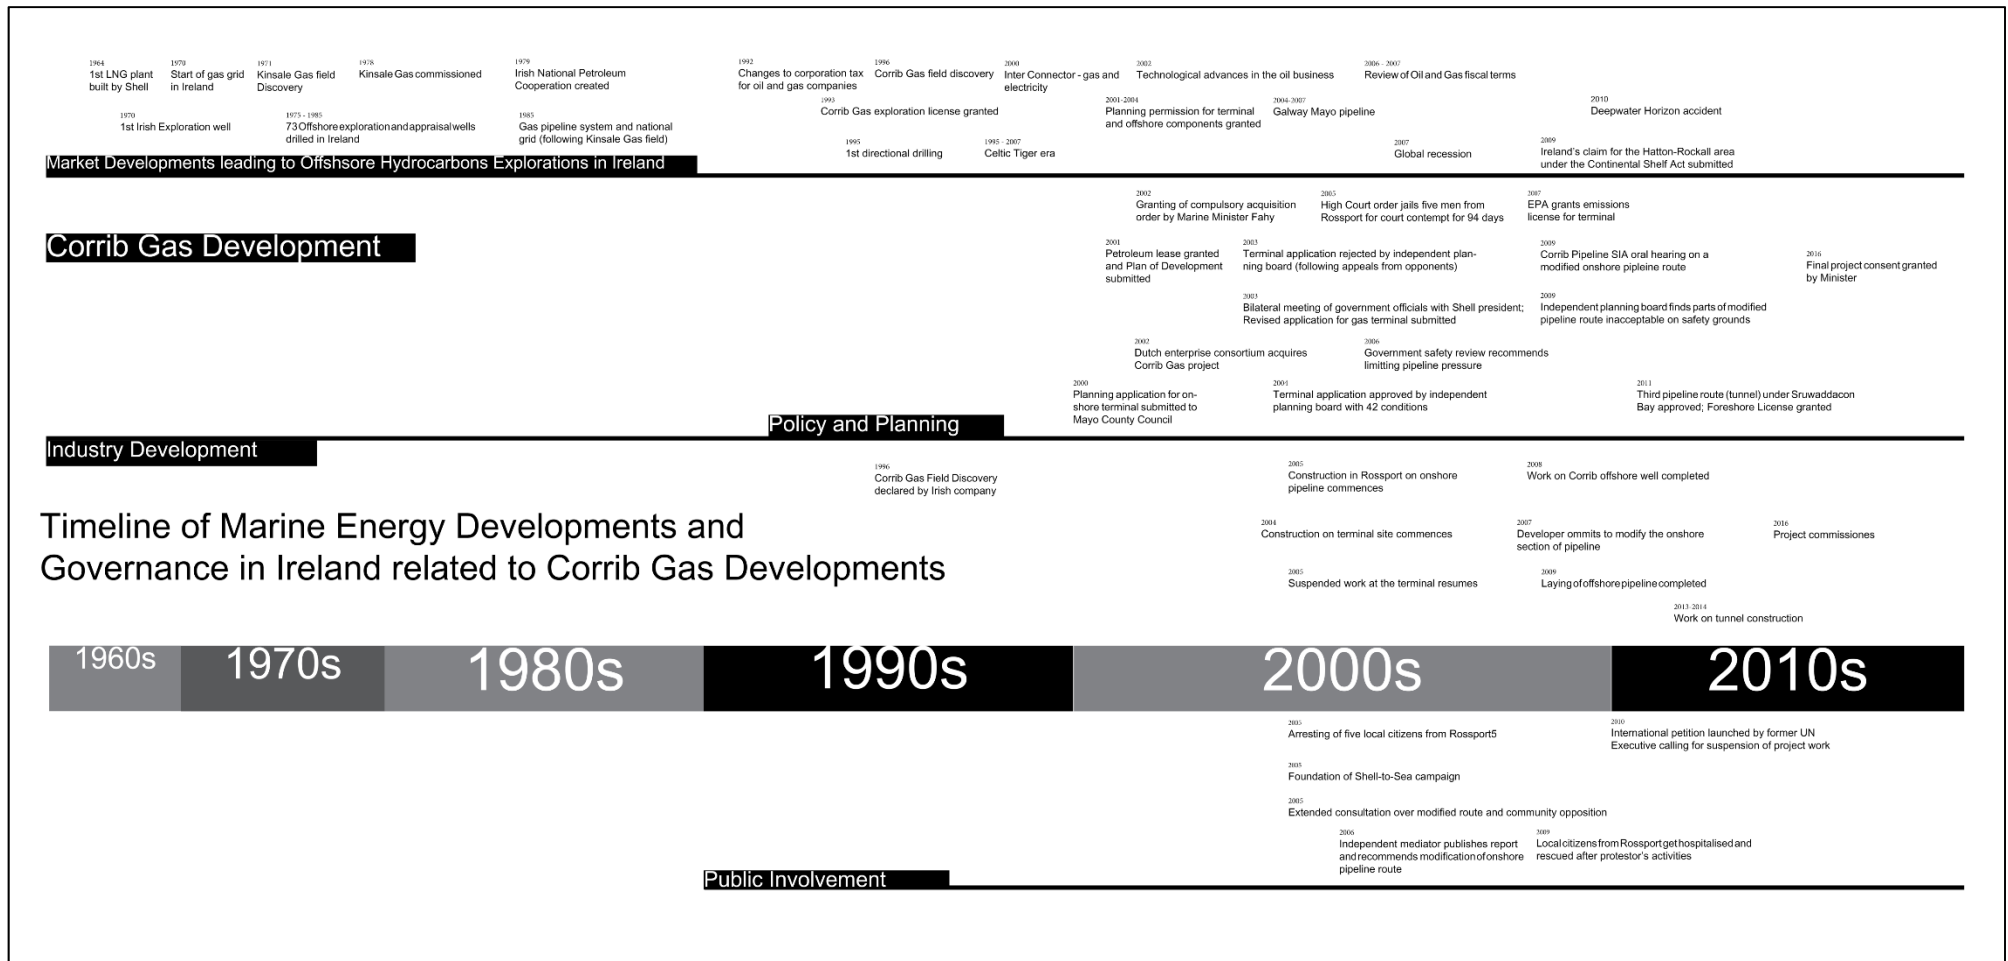 1964
1st LNG plant
built by Shell
1970
Start of gas grid
in Ireland
1971
Kinsale Gas field
Discovery
1978
Kinsale Gas commissioned
1979
Irish National Petroleum
Cooperation created
1992
Changes to corporation tax
for oil and gas companies
1996
Corrib Gas field discovery
2000
Inter Connector - gas and
electricity
2002
Technological advances in the oil business
2006 - 2007
Review of Oil and Gas fiscal terms
1970
1st Irish Exploration well
1975 - 1985
73 Offshore exploration and appraisal wells
drilled in Ireland
1985
Gas pipeline system and national
grid (following Kinsale Gas field)
1993
Corrib Gas exploration license granted
2001-2004
Planning permission for terminal
and offshore components granted
2004-2007
Galway Mayo pipeline
2010
Deepwater Horizon accident
1995
1st directional drilling
1995 - 2007
Celtic Tiger era
2007
Global recession
2009
Ireland's claim for the Hatton-Rockall area
under the Continental Shelf Act submitted
Market Developments leading to Offshsore Hydrocarbons Explorations in Ireland
2002
Granting of compulsory acquisition
order by Marine Minister Fahy
2005
High Court order jails five men from
Rossport for court contempt for 94 days
2007
EPA grants emissions
license for terminal
Corrib Gas Development
2001
Petroleum lease granted
and Plan of Development
submitted
2003
Terminal application rejected by independent plan-
ning board (following appeals from opponents)
2009
Corrib Pipeline SIA oral hearing on a
modified onshore pipleine route
2016
Final project consent granted
by Minister
2003
Bilateral meeting of government officials with Shell president;
Revised application for gas terminal submitted
2009
Independent planning board finds parts of modified
pipeline route inacceptable on safety grounds
2002
Dutch enterprise consortium acquires
Corrib Gas project
2006
Government safety review recommends
limitting pipeline pressure
2000
Planning application for on-
shore terminal submitted to
Mayo County Council
2004
Terminal application approved by independent
planning board with 42 conditions
2011
Third pipeline route (tunnel) under Sruwaddacon
Bay approved; Foreshore License granted
Policy and Planning
Industry Development
1996
Corrib Gas Field Discovery
declared by Irish company
2005
Construction in Rossport on onshore
pipeline commences
2008
Work on Corrib offshore well completed
Timeline of Marine Energy Developments and
Governance in Ireland related to Corrib Gas Developments
2004
Construction on terminal site commences
2007
Developer ommits to modify the onshore
section of pipeline
2016
Project commissiones
2005
Suspended work at the terminal resumes
2009
Laying of offshore pipeline completed
2013-2014
Work on tunnel construction
1960s
1970s
1980s
1990s
2000s
2010s
2005
Arresting of five local citizens from Rossport5
2010
International petition launched by former UN
Executive calling for suspension of project work
2005
Foundation of Shell-to-Sea campaign
2005
Extended consultation over modified route and community opposition
2006
Independent mediator publishes report
and recommends modification of onshore
pipeline route
2009
Local citizens from Rossport get hospitalised and
rescued after protestor's activities
Public Involvement